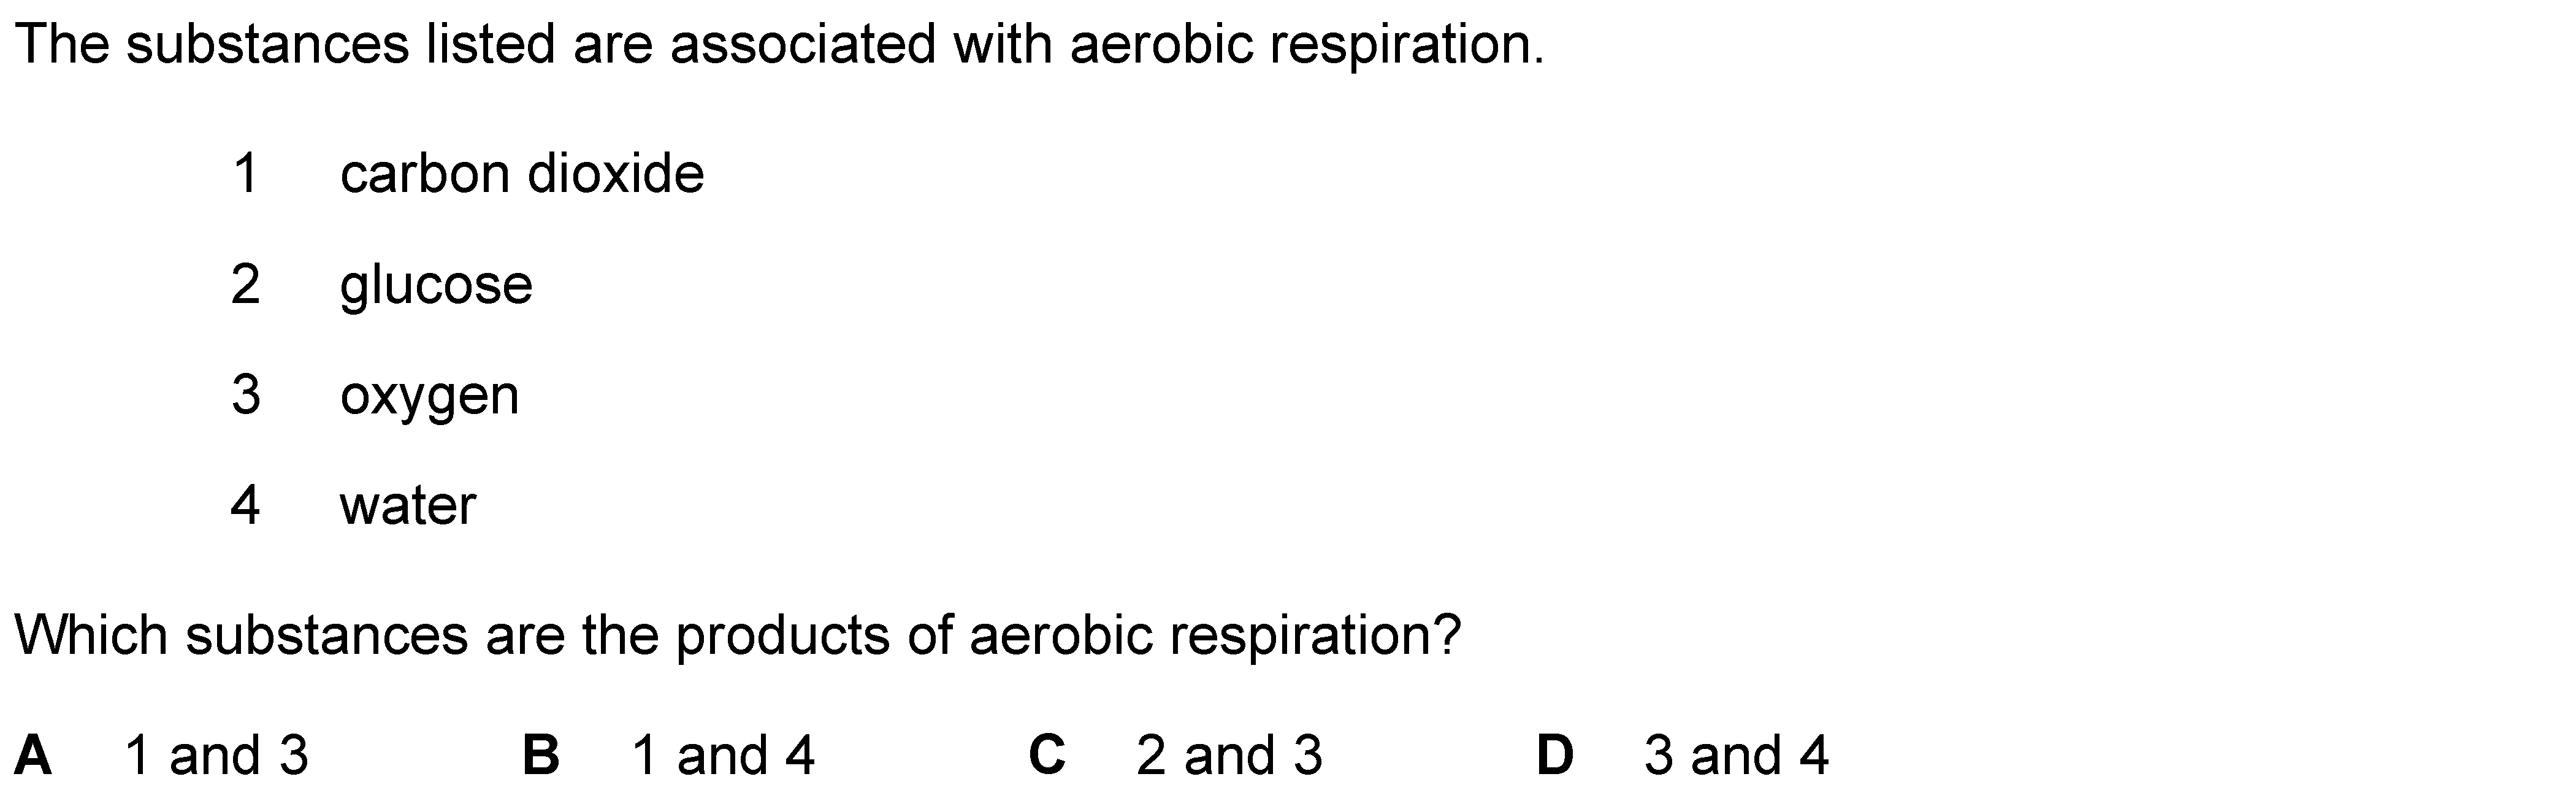 The substances listed are associated with aerobic respiration.
1 carbon dioxide
2 glucose
3 oxygen
4 water
Which substances are the products of aerobic respiration?
A 1 and 3 B 1 and 4 C 2 and 3 D 3 and 4